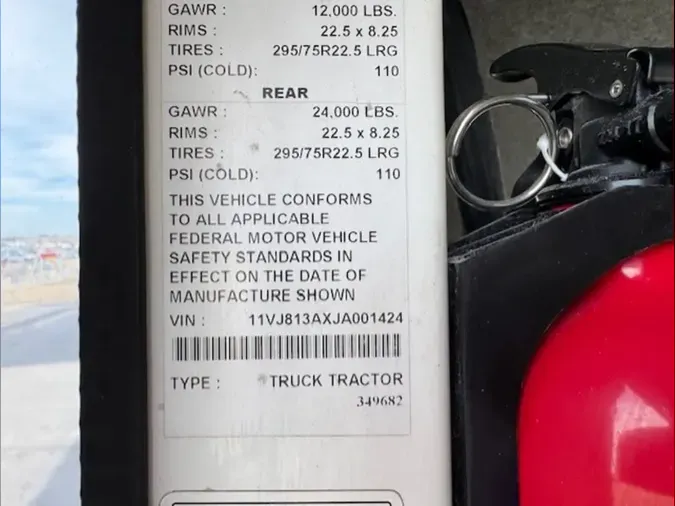 GAWR : 12,000 LBS.
RIMS : 22.5 x 8.25
TIRES : 295/75R22.5 LRG
PSI (COLD): 110
REAR
GAWR : 24,000 LBS.
RIMS : 22.5 x 8.25
TIRES : 295/75R22.5 LRG
PSI (COLD): 110
THIS VEHICLE CONFORMS
TO ALL APPLICABLE
FEDERAL MOTOR VEHICLE
SAFETY STANDARDS IN
EFFECT ON THE DATE OF
MANUFACTURE SHOWN
VIN : 11VJ813AXJA001424
TYPE : TRUCK TRACTOR
349682